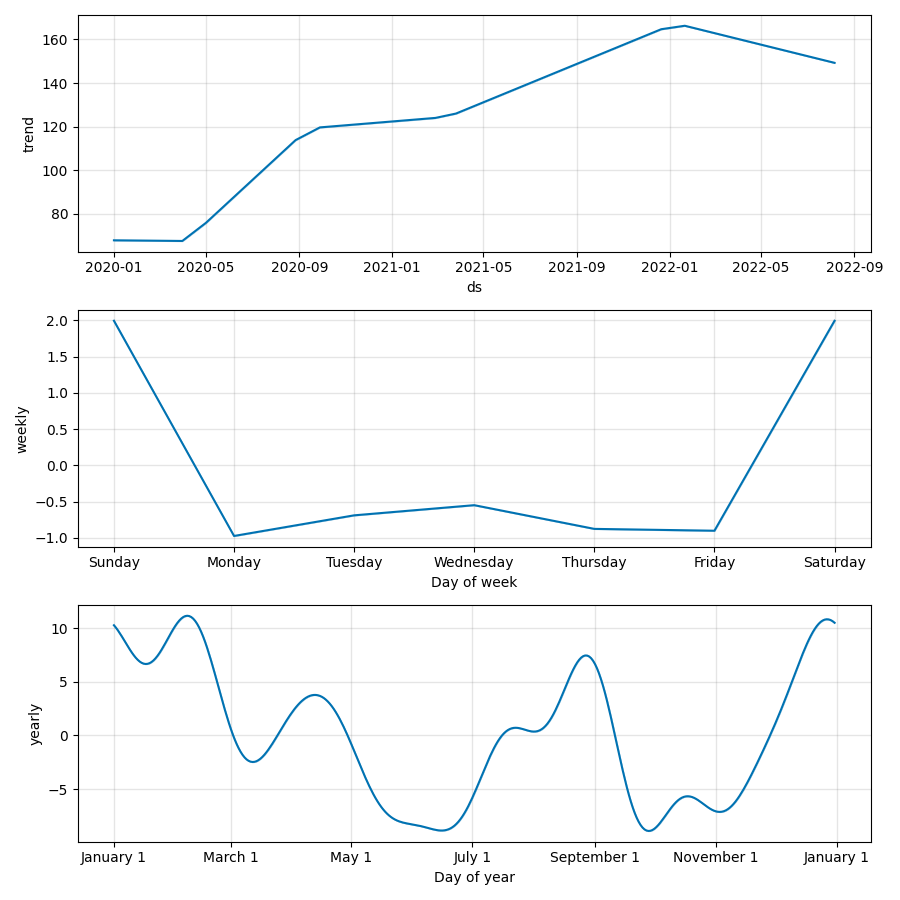 160
140
120
100
80
trend
2020-01 2020-05 2020-09 2021-01 2021-05 2021-09 2022-01 2022-05 2022-09
ds
2.0
1.5
1.0
0.5
0.0
−0.5
−1.0
weekly
Sunday Monday Tuesday Wednesday Thursday Friday Saturday
Day of week
10
5
0
−5
yearly
January 1 March 1 May 1 July 1 September 1 November 1 January 1
Day of year